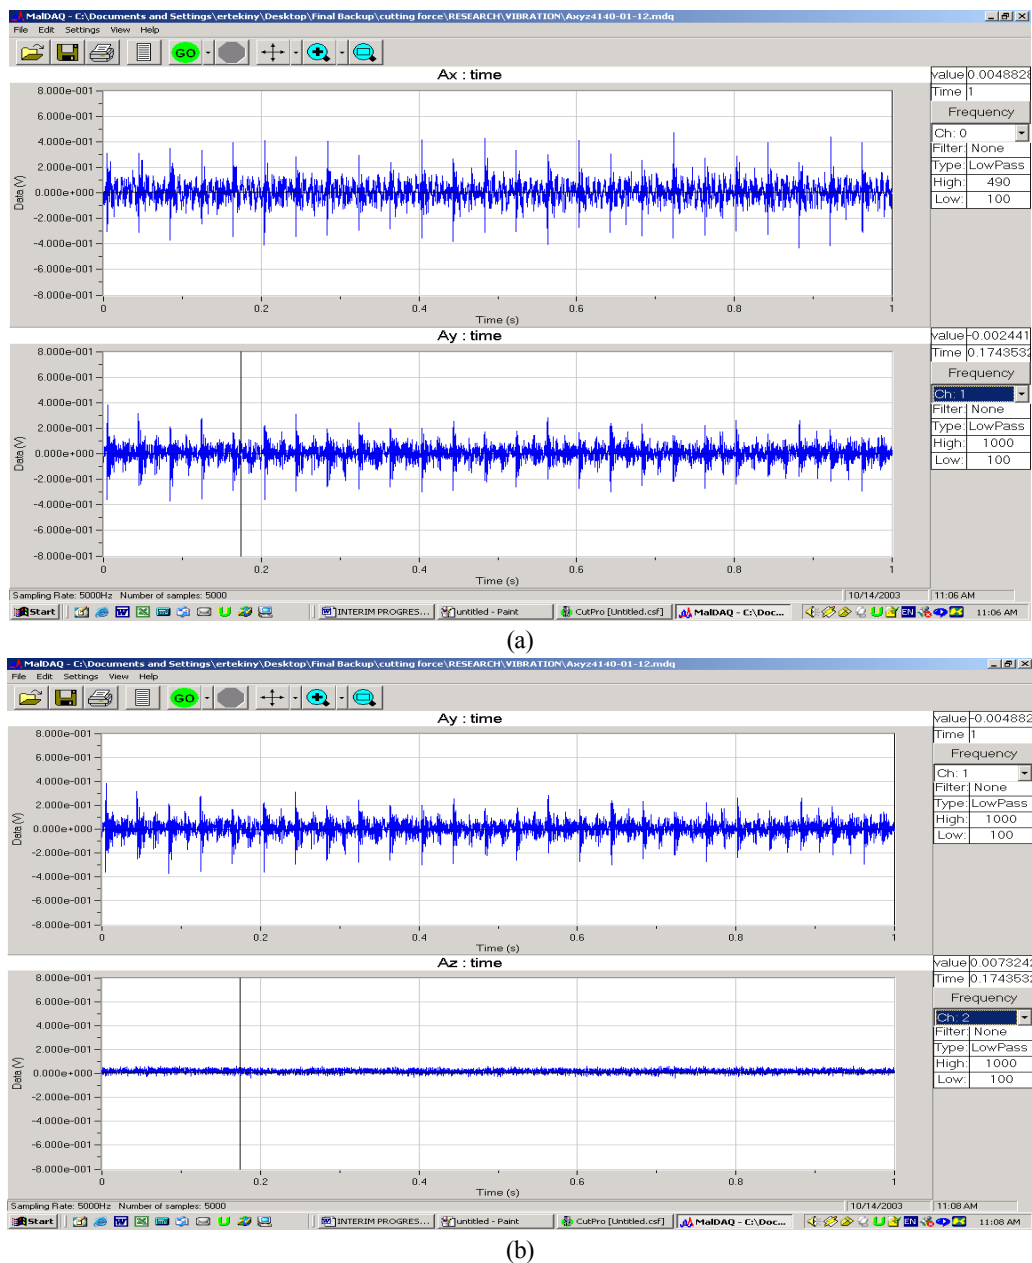 MalDAQ - C:\Documents and Settings\ertekiny\Desktop\Final Backup\cutting force\RESEARCH\VIBRATION\Axyz4140-01-12.mdq
File Edit Settings View Help
GO
Ax : time
8.000e-001
6.000e-001
4.000e-001
2.000e-001
0.000e+000
-2.000e-001
-4.000e-001
-6.000e-001
-8.000e-001
Data (V)
0 0.2 0.4 0.6 0.8 1
Time (s)
value 0.0048828
Time 1
Frequency
Ch: 0
Filter: None
Type: LowPass
High: 490
Low: 100
Ay : time
8.000e-001
6.000e-001
4.000e-001
2.000e-001
0.000e+000
-2.000e-001
-4.000e-001
-6.000e-001
-8.000e-001
Data (V)
0 0.2 0.4 0.6 0.8 1
Time (s)
value -0.002441
Time 0.1743532
Frequency
Ch: 1
Filter: None
Type: LowPass
High: 1000
Low: 100
Sampling Rate: 5000Hz Number of samples: 5000
10/14/2003 11:06 AM
Start INTERIM PROGRES... untitled - Paint CutPro [Untitled.csf] MalDAQ - C:\Doc... EN 11:06 AM
(a)
MalDAQ - C:\Documents and Settings\ertekiny\Desktop\Final Backup\cutting force\RESEARCH\VIBRATION\Axyz4140-01-12.mdq
File Edit Settings View Help
GO
Ay : time
8.000e-001
6.000e-001
4.000e-001
2.000e-001
0.000e+000
-2.000e-001
-4.000e-001
-6.000e-001
-8.000e-001
Data (V)
0 0.2 0.4 0.6 0.8 1
Time (s)
value -0.004882
Time 1
Frequency
Ch: 1
Filter: None
Type: LowPass
High: 1000
Low: 100
Az : time
8.000e-001
6.000e-001
4.000e-001
2.000e-001
0.000e+000
-2.000e-001
-4.000e-001
-6.000e-001
-8.000e-001
Data (V)
0 0.2 0.4 0.6 0.8 1
Time (s)
value 0.0073242
Time 0.1743532
Frequency
Ch: 2
Filter: None
Type: LowPass
High: 1000
Low: 100
Sampling Rate: 5000Hz Number of samples: 5000
10/14/2003 11:08 AM
Start INTERIM PROGRES... untitled - Paint CutPro [Untitled.csf] MalDAQ - C:\Doc... EN 11:08 AM
(b)